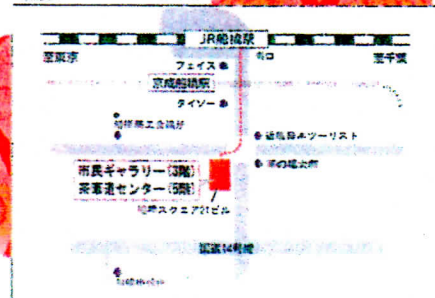 JR船橋駅
至東京
南口
至千葉
フェイス
京成船橋駅
ダイソー
船橋商工会議所
近畿日本ツーリスト
市民ギャラリー(3階)
茶華道センター(5階)
船橋スクエア21ビル
国道14号線